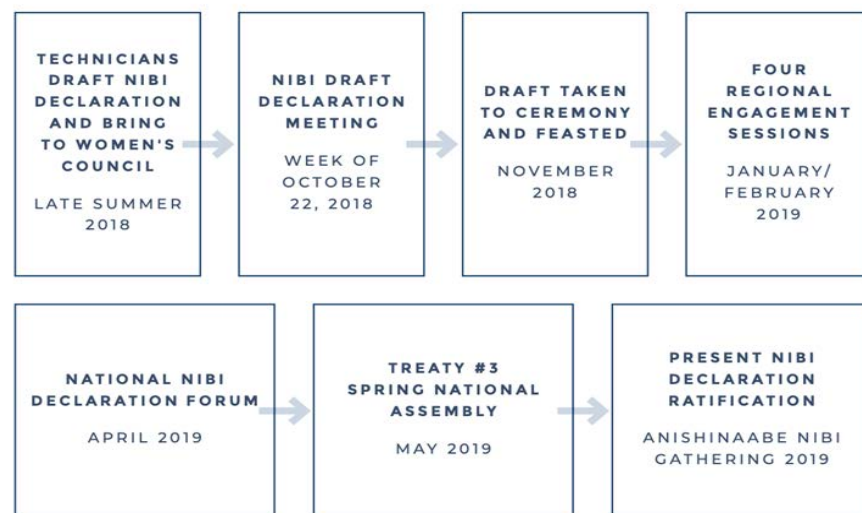 TECHNICIANS
DRAFT NIBI
DECLARATION
AND BRING
TO WOMEN'S
COUNCIL
LATE SUMMER
2018
NIBI DRAFT
DECLARATION
MEETING
WEEK OF
OCTOBER
22, 2018
DRAFT TAKEN
TO CEREMONY
AND FEASTED
NOVEMBER
2018
FOUR
REGIONAL
ENGAGEMENT
SESSIONS
JANUARY/
FEBRUARY
2019
NATIONAL NIBI
DECLARATION FORUM
APRIL 2019
TREATY #3
SPRING NATIONAL
ASSEMBLY
MAY 2019
PRESENT NIBI
DECLARATION
RATIFICATION
ANISHINAABE NIBI
GATHERING 2019